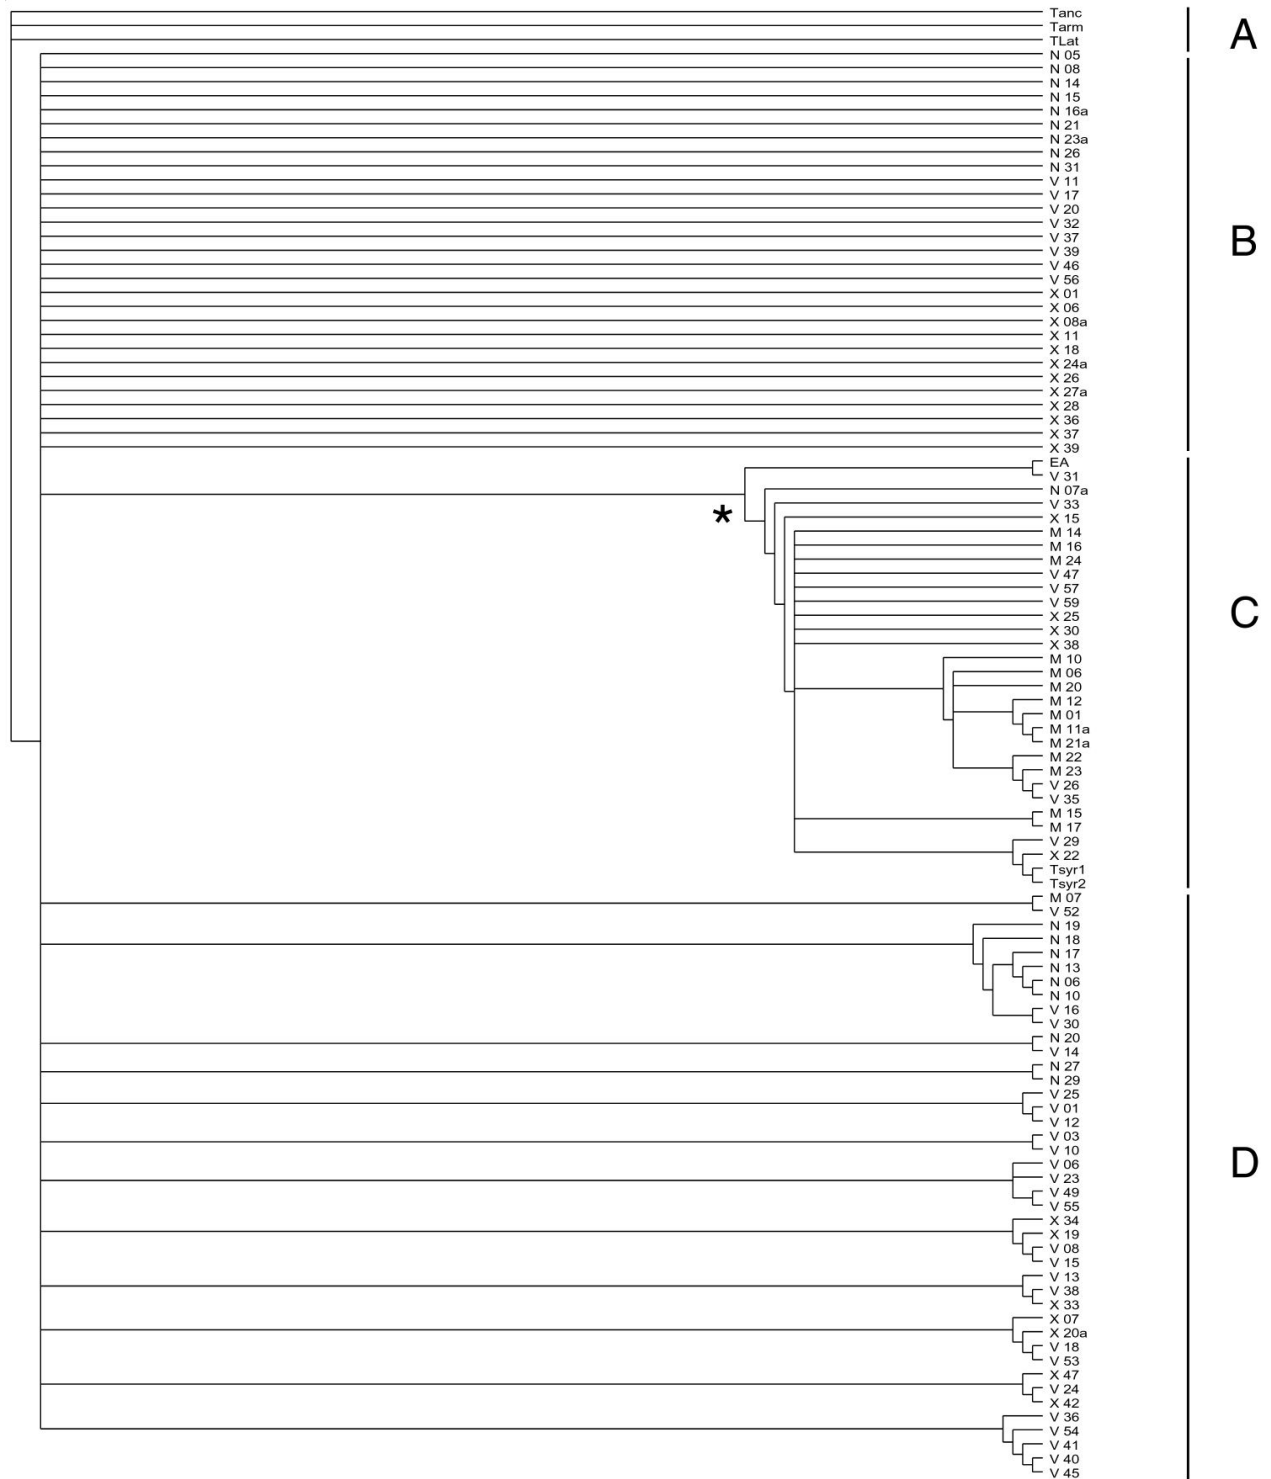 Tanc
Tarm
TLat
A
N 05
N 08
N 14
N 15
N 16a
N 21
N 23a
N 26
N 31
V 11
V 17
V 20
V 32
V 37
B
V 39
V 46
V 56
X 01
X 06
X 08a
X 11
X 18
X 24a
X 26
X 27a
X 28
X 36
X 37
X 39
EA
V 31
N 07a
V 33
*
X 15
M 14
M 16
M 24
V 47
V 57
V 59
X 25
C
X 30
X 38
M 10
M 06
M 20
M 12
M 01
M 11a
M 21a
M 22
M 23
V 26
V 35
M 15
M 17
V 29
X 22
Tsyr1
Tsyr2
M 07
V 52
N 19
N 18
N 17
N 13
N 06
N 10
V 16
V 30
N 20
V 14
N 27
N 29
V 25
V 01
V 12
V 03
V 10
V 06
D
V 23
V 49
V 55
X 34
X 19
V 08
V 15
V 13
V 38
X 33
X 07
X 20a
V 18
V 53
X 47
V 24
X 42
V 36
V 54
V 41
V 40
V 45